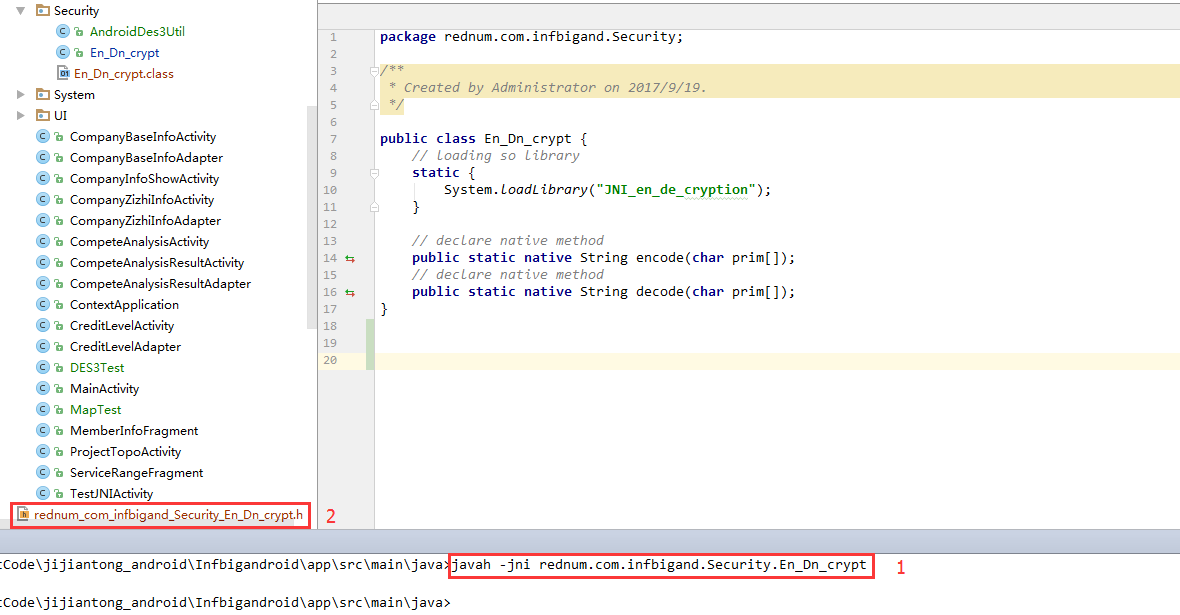 Security
AndroidDes3Util
En_Dn_crypt
En_Dn_crypt.class
System
UI
CompanyBaseInfoActivity
CompanyBaseInfoAdapter
CompanyInfoShowActivity
CompanyZizhiInfoActivity
CompanyZizhiInfoAdapter
CompeteAnalysisActivity
CompeteAnalysisResultActivity
CompeteAnalysisResultAdapter
ContextApplication
CreditLevelActivity
CreditLevelAdapter
DES3Test
MainActivity
MapTest
MemberInfoFragment
ProjectTopoActivity
ServiceRangeFragment
TestJNIActivity
rednum_com_infbigand_Security_En_Dn_crypt.h 2
1 package rednum.com.infbigand.Security;
2
3 /**
4 * Created by Administrator on 2017/9/19.
5 */
6
7 public class En_Dn_crypt {
8 // loading so library
9 static {
10 System.loadLibrary("JNI_en_de_cryption");
11 }
12
13 // declare native method
14 public static native String encode(char prim[]);
15 // declare native method
16 public static native String decode(char prim[]);
17 }
18
19
20
tCode\jijiantong_android\Infbigandroid\app\src\main\java>javah -jni rednum.com.infbigand.Security.En_Dn_crypt 1
tCode\jijiantong_android\Infbigandroid\app\src\main\java>